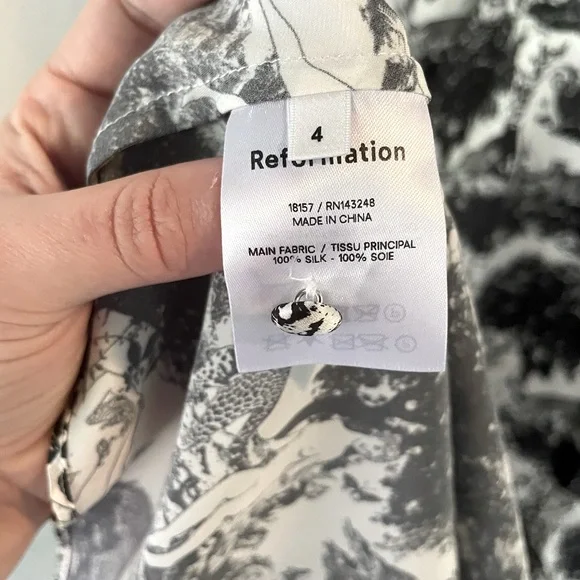 4
Reformation
18157 / RN143248
MADE IN CHINA
MAIN FABRIC / TISSU PRINCIPAL
100% SILK - 100% SOIE